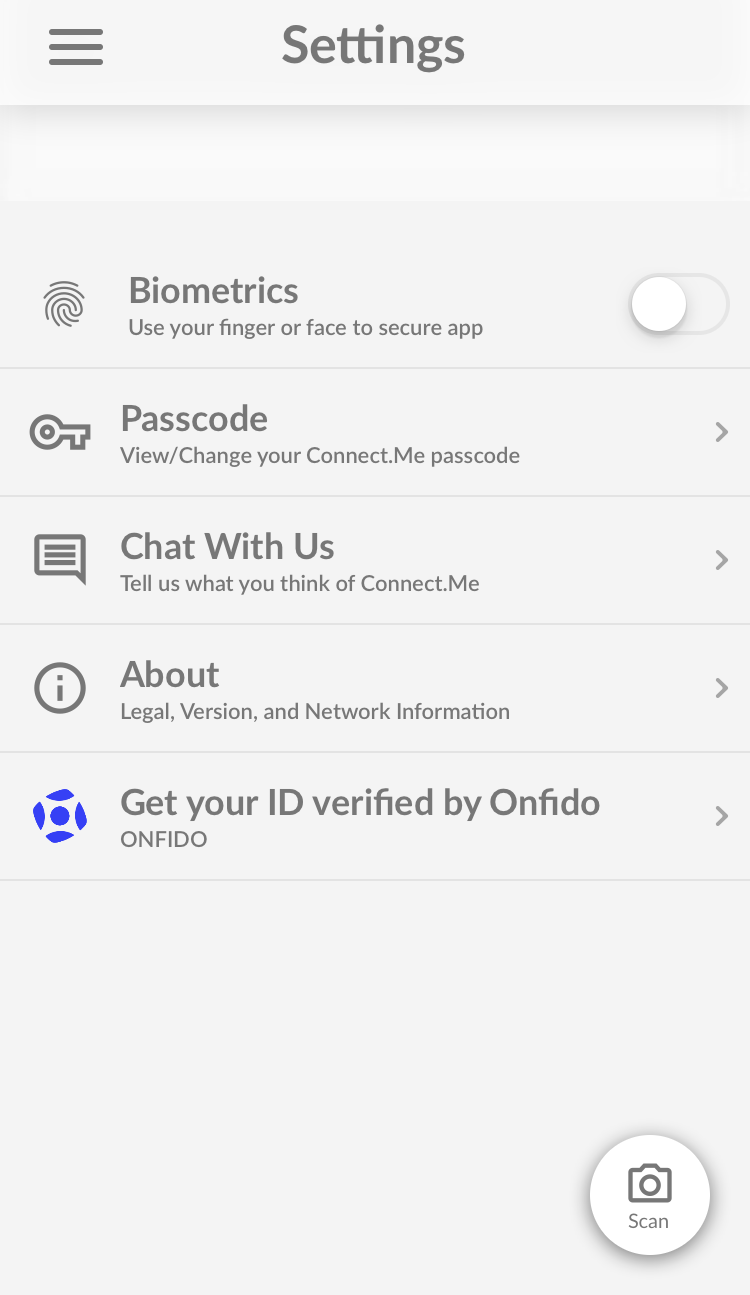 Settings
Biometrics
Use your finger or face to secure app
Passcode
View/Change your Connect.Me passcode
Chat With Us
Tell us what you think of Connect.Me
About
Legal, Version, and Network Information
Get your ID verified by Onfido
ONFIDO
Scan